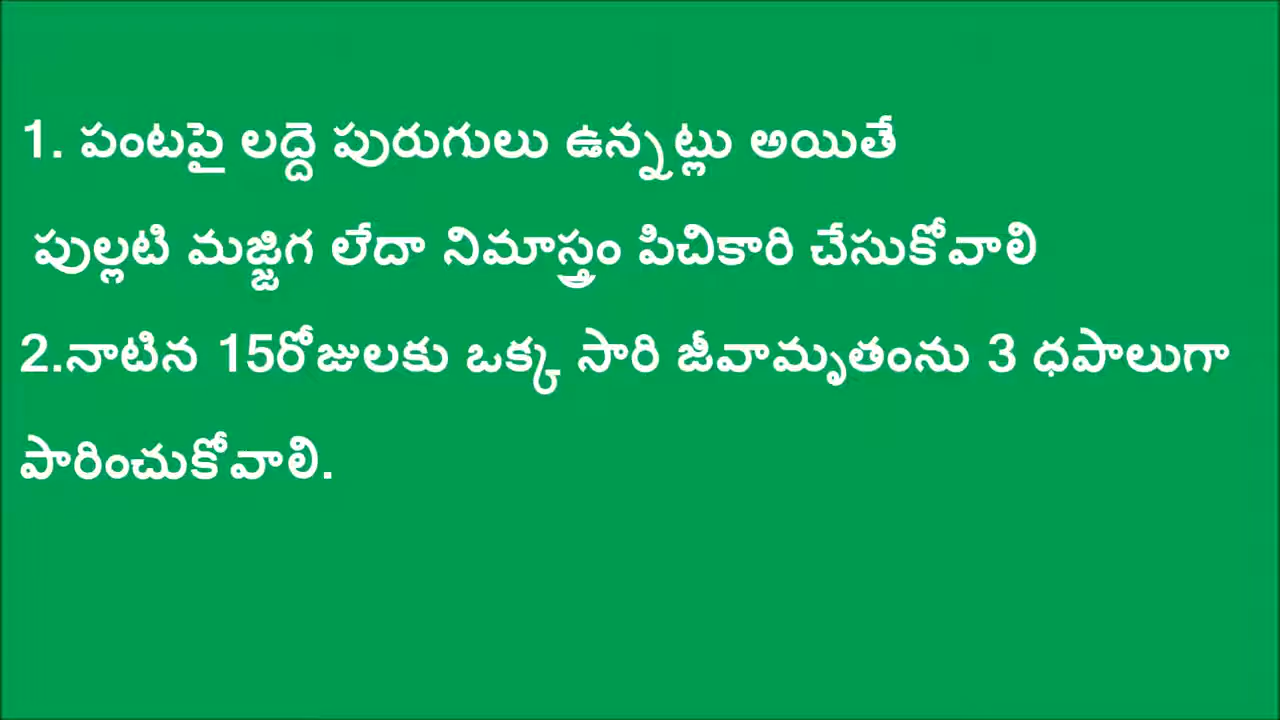 1. పంటపై లద్దె పురుగులు ఉన్నట్లు అయితే
పుల్లటి మజ్జిగ లేదా నిమాస్త్రం పిచికారి చేసుకోవాలి
2.నాటిన 15రోజులకు ఒక్క సారి జీవామృతంను 3 ధపాలుగా
పారించుకోవాలి.